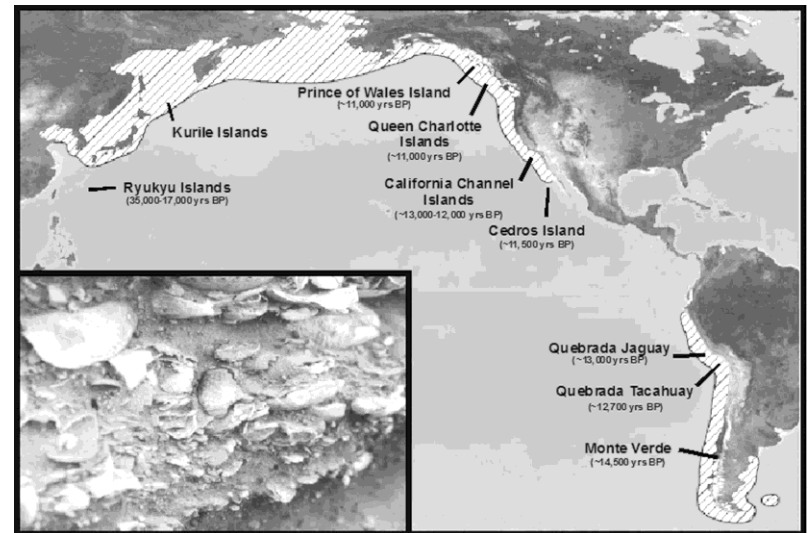 Prince of Wales Island
(~11,000 yrs BP)
Kurile Islands
Queen Charlotte
Islands
(~11,000 yrs BP)
Ryukyu Islands
(35,000-17,000 yrs BP)
California Channel
Islands
(~13,000-12,000 yrs BP)
Cedros Island
(~11,500 yrs BP)
Quebrada Jaguay
(~13,000 yrs BP)
Quebrada Tacahuay
(~12,700 yrs BP)
Monte Verde
(~14,500 yrs BP)